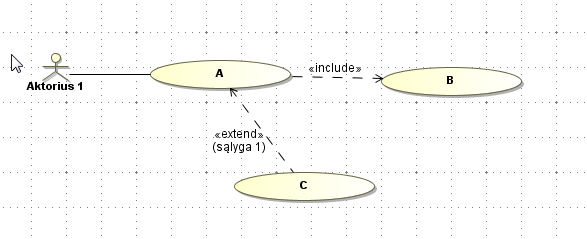 A
«include»
B
Aktorius 1
«extend»
(sąlyga 1)
C